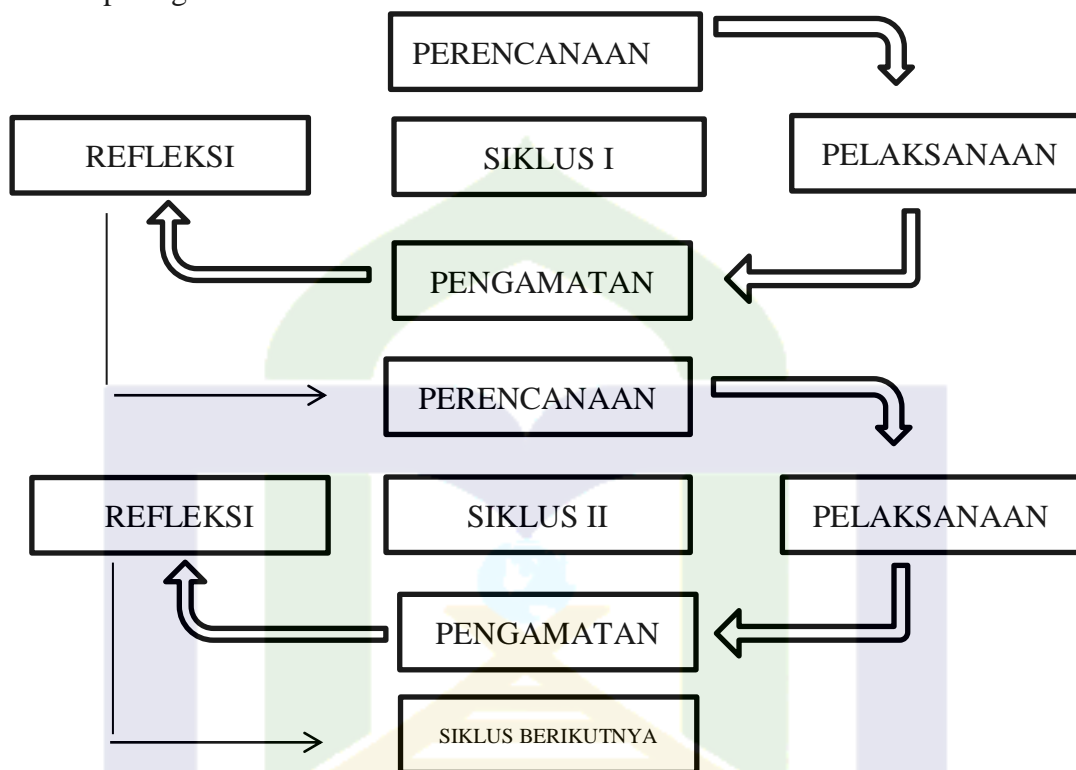 PERENCANAAN
REFLEKSI
SIKLUS I
PELAKSANAAN
PENGAMATAN
PERENCANAAN
REFLEKSI
SIKLUS II
PELAKSANAAN
PENGAMATAN
SIKLUS BERIKUTNYA